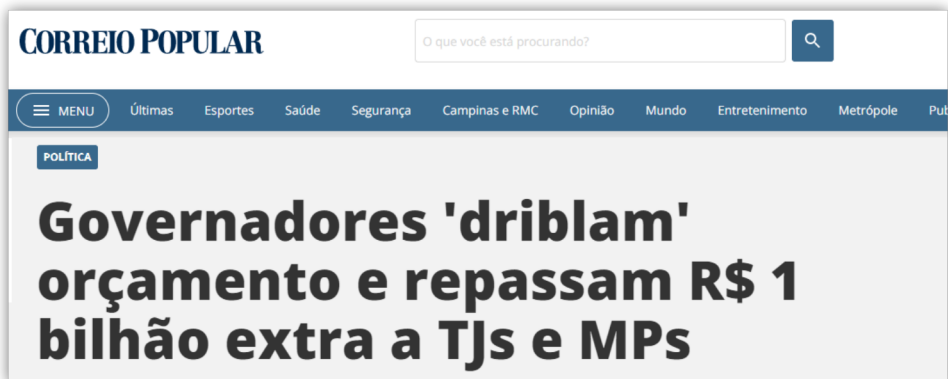 CORREIO POPULAR
O que você está procurando?
MENU Últimas Esportes Saúde Segurança Campinas e RMC Opinião Mundo Entretenimento Metrópole
POLÍTICA
Governadores 'driblam'
orçamento e repassam R$ 1
bilhão extra a TJs e MPs